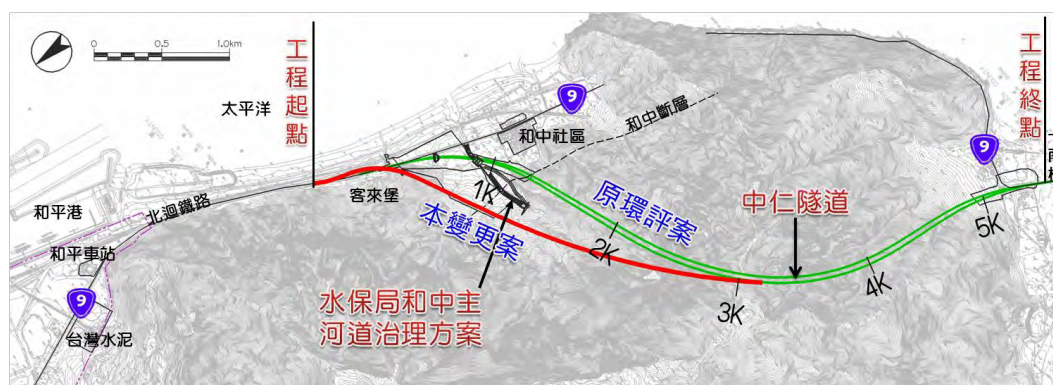 0
0.5
1.0km
工程起點
太平洋
9
和中斷層
和中社區
工程終點
9
和平港
北迴鐵路
客來堡
1K
原環評案
中仁隧道
本變更案
2K
5K
4K
3K
和平車站
9
台灣水泥
水保局和中主
河道治理方案